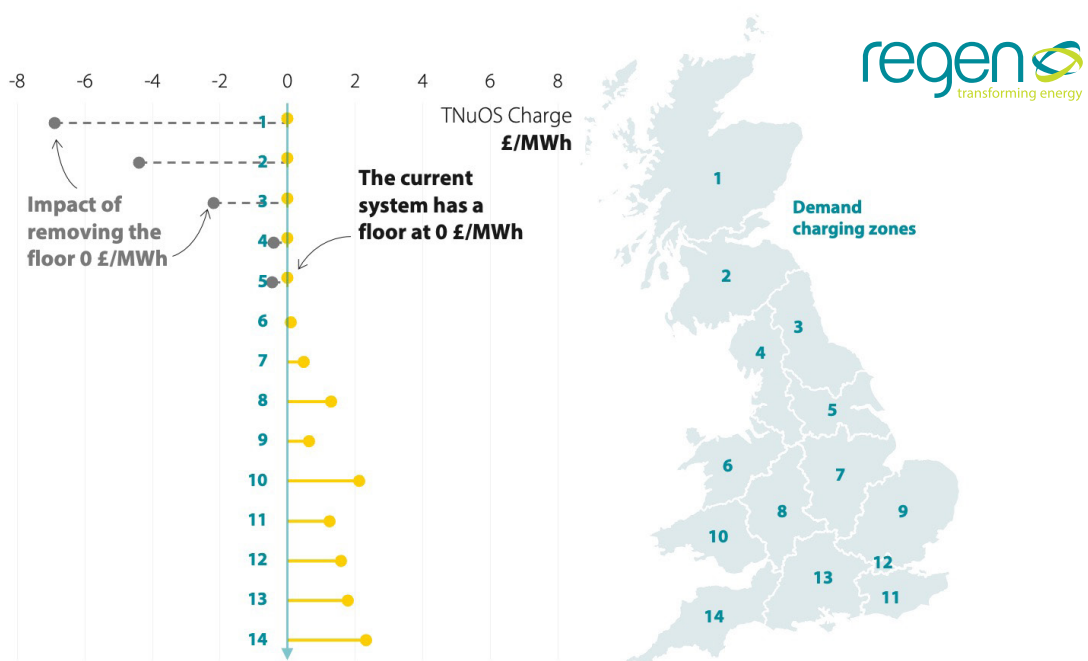 regen
transforming energy
-8 -6 -4 -2 0 2 4 6 8
TNuOS Charge
£/MWh
1
2
3
4
5
6
7
8
9
10
11
12
13
14
Impact of
removing the
floor 0 £/MWh
The current
system has a
floor at 0 £/MWh
Demand
charging zones
1
2
3
4
5
6
7
8
9
10
12
13
11
14